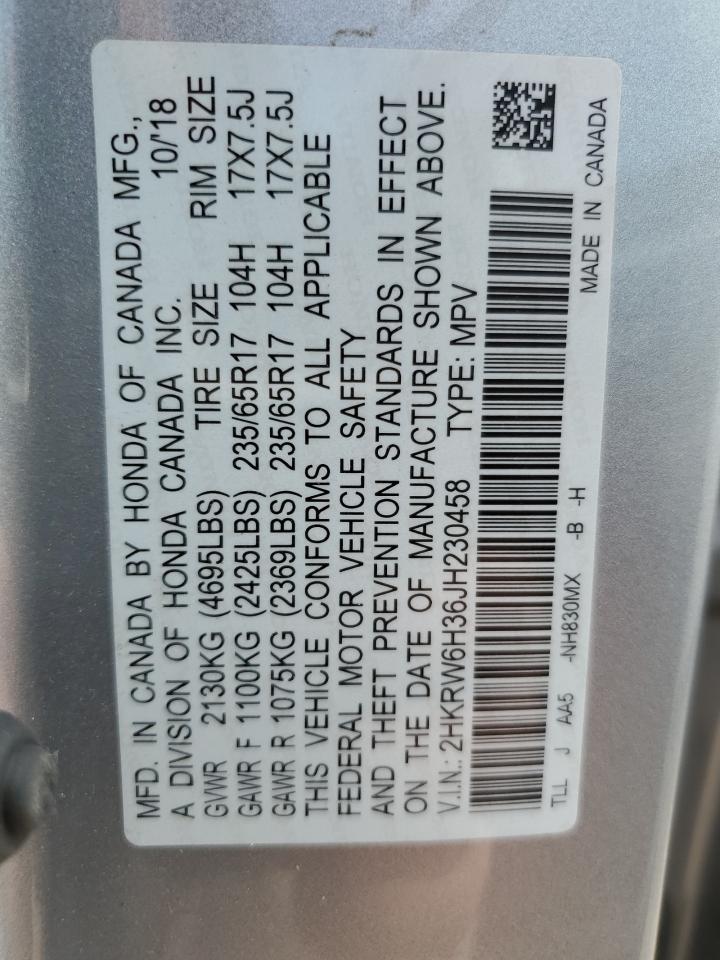 MFD. IN CANADA BY HONDA OF CANADA MFG.,
A DIVISION OF HONDA CANADA INC. 10/'18
GVWR 2130KG (4695LBS) TIRE SIZE RIM SIZE
GAWR F 1100KG (2425LBS) 235/65R17 104H 17X7.5J
GAWR R 1075KG (2369LBS) 235/65R17 104H 17X7.5J
THIS VEHICLE CONFORMS TO ALL APPLICABLE
FEDERAL MOTOR VEHICLE SAFETY
AND THEFT PREVENTION STANDARDS IN EFFECT
ON THE DATE OF MANUFACTURE SHOWN ABOVE.
V.I.N.: 2HKRW6H36JH230458 TYPE: MPV
TLL J AA5 -NH830MX -B -H MADE IN CANADA